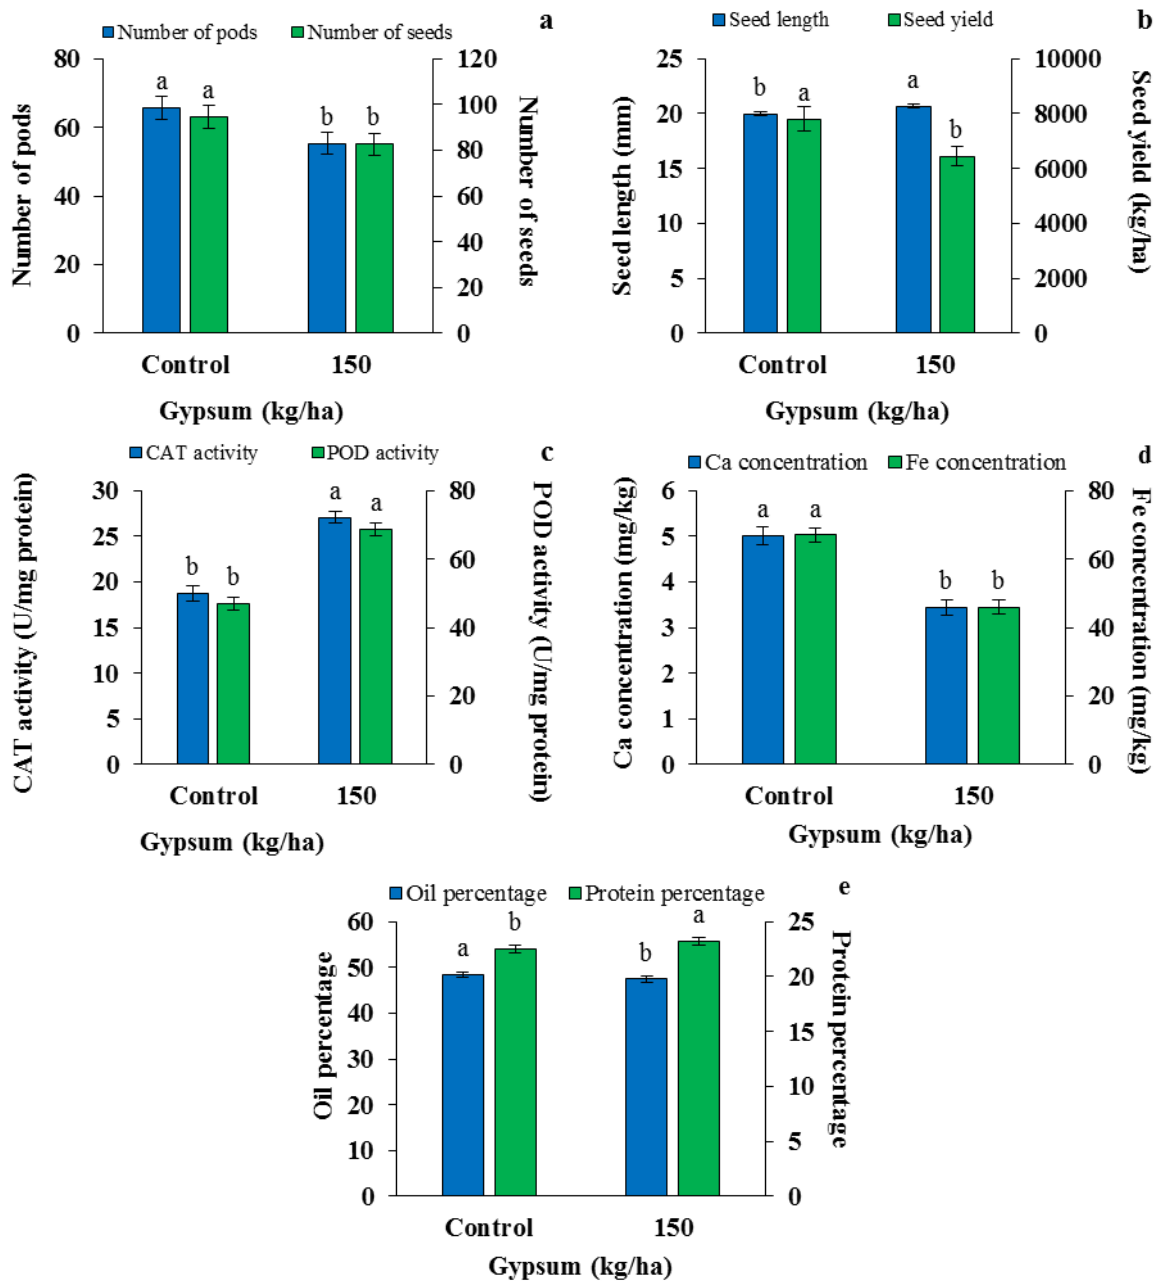 a
Number of pods Number of seeds
80 120
100
60 80
40 60
40
20 20
0 0
a a b b
Number of pods
Number of seeds
Control 150
Gypsum (kg/ha)
b
Seed length Seed yield
25 10000
20 8000
15 6000
10 4000
5 2000
0 0
b a a b
Seed length (mm)
Seed yield (kg/ha)
Control 150
Gypsum (kg/ha)
c
CAT activity POD activity
30 80
25 60
20
15 40
10 20
5
0 0
b b a a
CAT activity (U/mg protein)
POD activity (U/mg protein)
Control 150
Gypsum (kg/ha)
d
Ca concentration Fe concentration
6 80
5 60
4
3 40
2 20
1
0 0
a a b b
Ca concentration (mg/kg)
Fe concentration (mg/kg)
Control 150
Gypsum (kg/ha)
e
Oil percentage Protein percentage
60 25
50 20
40 15
30
20 10
10 5
0 0
a b b a
Oil percentage
Protein percentage
Control 150
Gypsum (kg/ha)